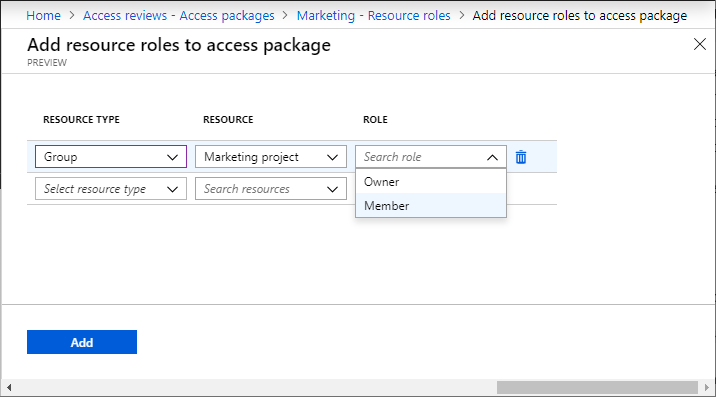 Home > Access reviews - Access packages > Marketing - Resource roles > Add resource roles to access package
Add resource roles to access package
PREVIEW
RESOURCE TYPE RESOURCE ROLE
Group Marketing project Search role
Select resource type Search resources
Owner
Member
Add